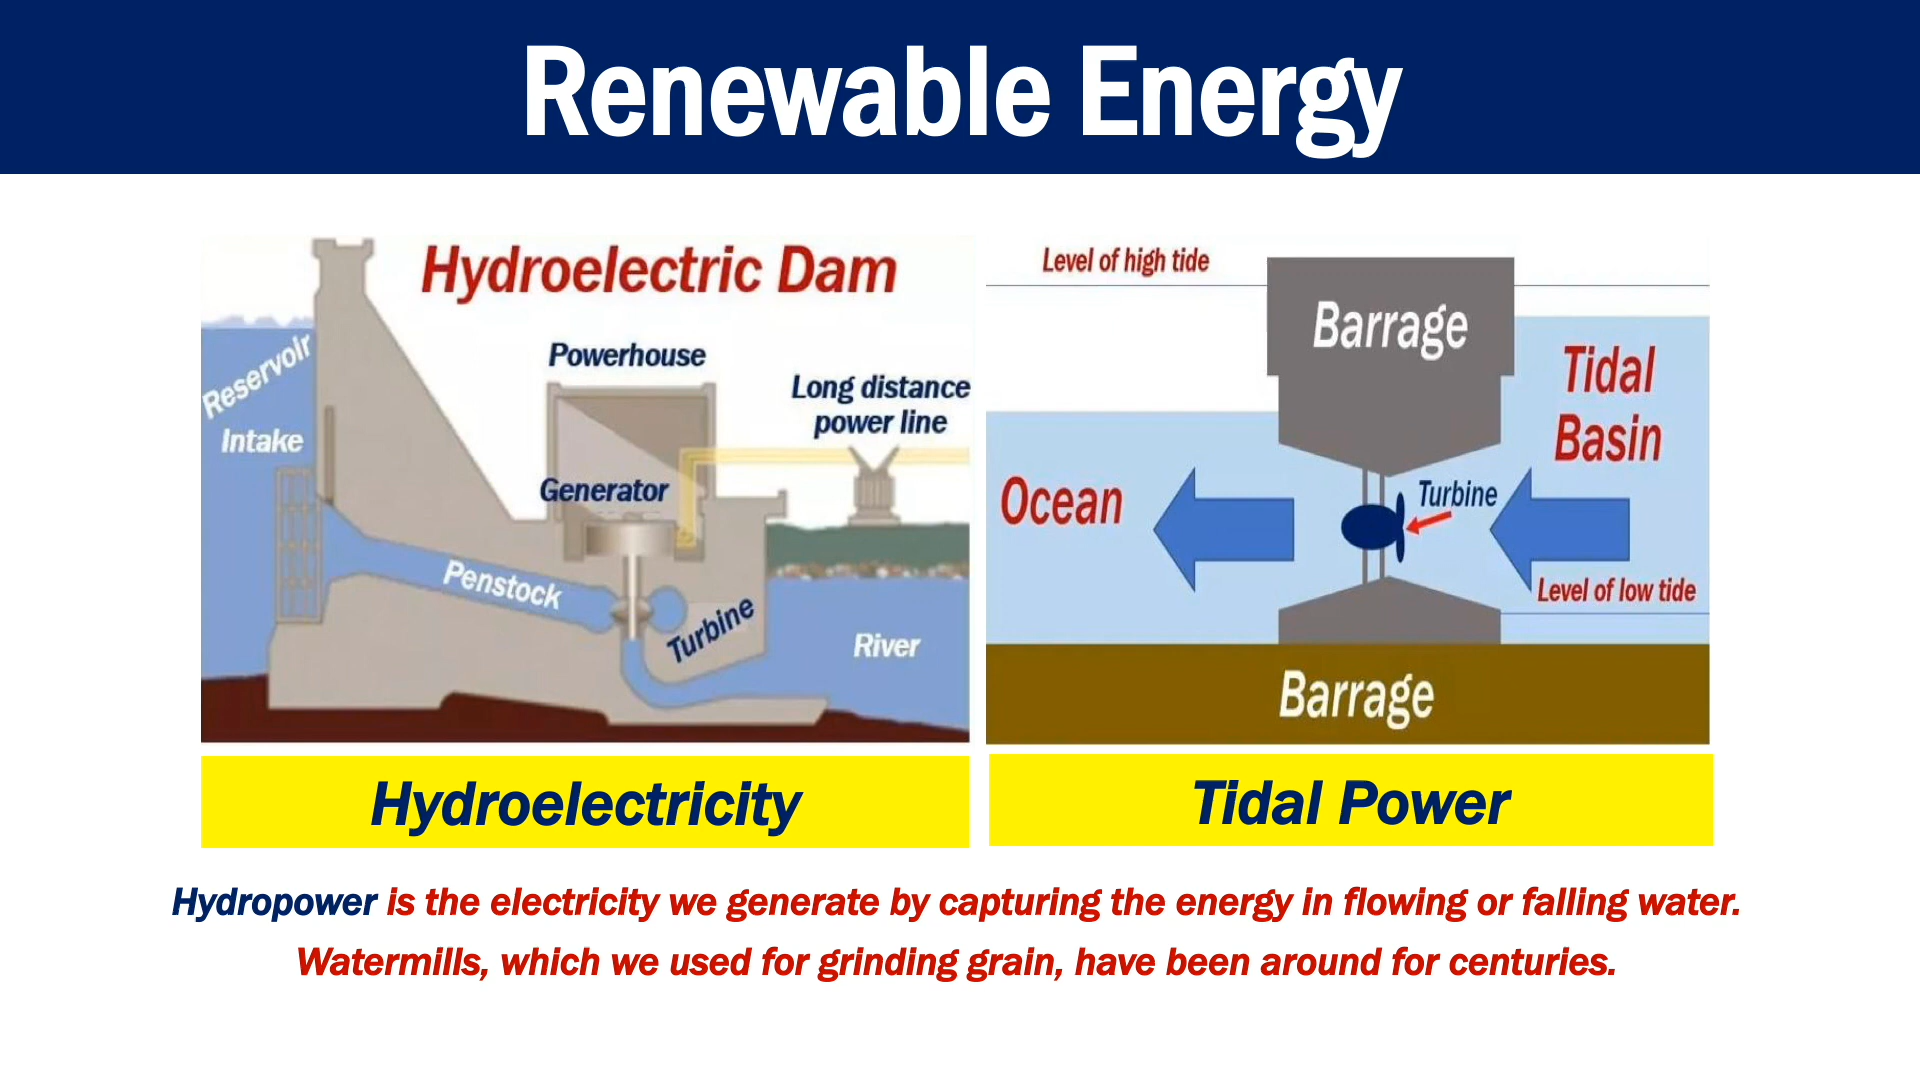 Renewable Energy
Hydroelectric Dam
Reservoir
Intake
Powerhouse
Long distance
power line
Generator
Penstock
Turbine
River
Hydroelectricity
Level of high tide
Barrage
Tidal
Basin
Ocean
Turbine
Level of low tide
Barrage
Tidal Power
Hydropower is the electricity we generate by capturing the energy in flowing or falling water.
Watermills, which we used for grinding grain, have been around for centuries.